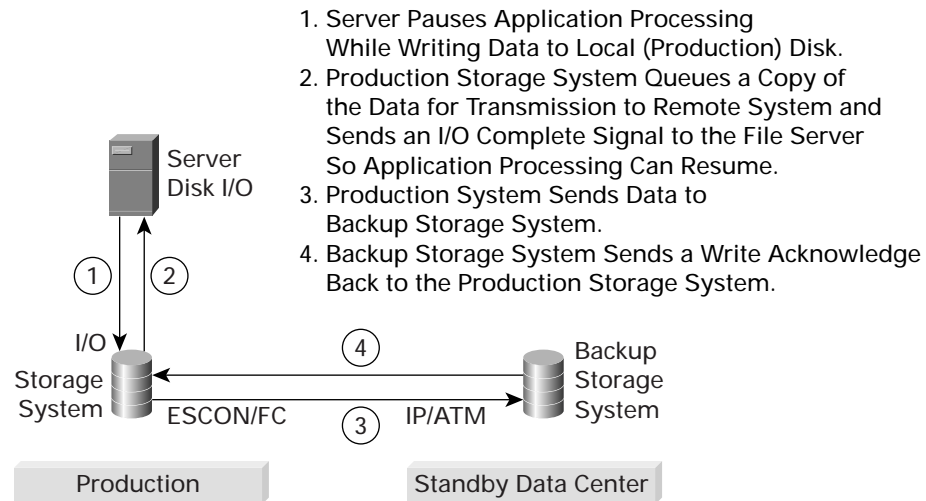 1. Server Pauses Application Processing
While Writing Data to Local (Production) Disk.
2. Production Storage System Queues a Copy of
the Data for Transmission to Remote System and
Sends an I/O Complete Signal to the File Server
So Application Processing Can Resume.
3. Production System Sends Data to
Backup Storage System.
4. Backup Storage System Sends a Write Acknowledge
Back to the Production Storage System.
Server
Disk I/O
1
2
I/O
Storage
System
4
ESCON/FC
3
IP/ATM
Backup
Storage
System
Production
Standby Data Center